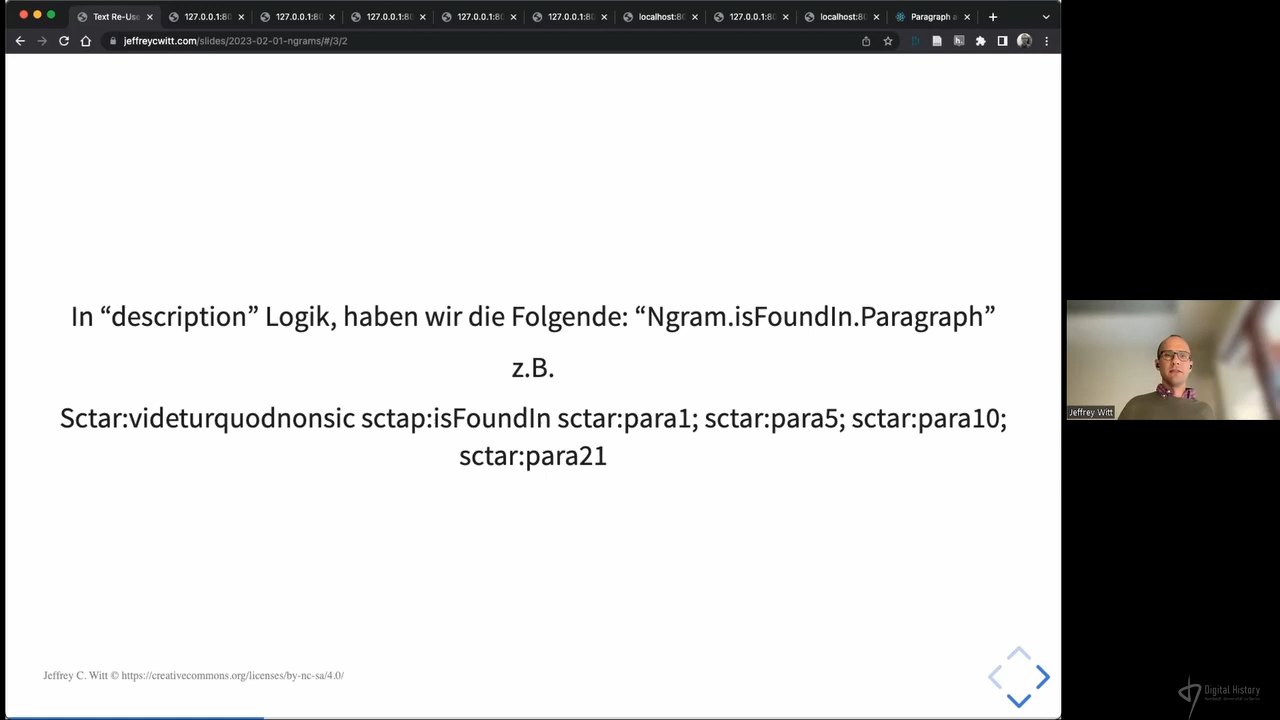 Text Re-Use
127.0.0.1:80
127.0.0.1:80
127.0.0.1:80
127.0.0.1:80
127.0.0.1:80
localhost:80
127.0.0.1:80
localhost:80
Paragraph
jeffreycwitt.com/slides/2023-02-01-ngrams/#/3/2
In “description” Logik, haben wir die Folgende: “Ngram.isFoundIn.Paragraph”
z.B.
Sctar:videturquodnonsic sctap:isFoundIn sctar:para1; sctar:para5; sctar:para10;
sctar:para21
Jeffrey Witt
Jeffrey C. Witt © https://creativecommons.org/licenses/by-nc-sa/4.0/
Digital History